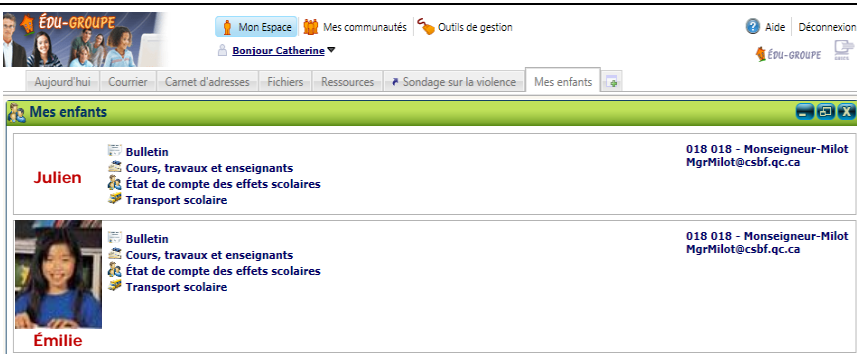 ÉDU-GROUPE
Mon Espace Mes communautés Outils de gestion
Aide Déconnexion
Bonjour Catherine
ÉDU-GROUPE
Aujourd'hui Courrier Carnet d'adresses Fichiers Ressources Sondage sur la violence Mes enfants
Mes enfants
Julien
Bulletin
Cours, travaux et enseignants
État de compte des effets scolaires
Transport scolaire
018 018 - Monseigneur-Milot
MgrMilot@csbf.qc.ca
Émilie
Bulletin
Cours, travaux et enseignants
État de compte des effets scolaires
Transport scolaire
018 018 - Monseigneur-Milot
MgrMilot@csbf.qc.ca